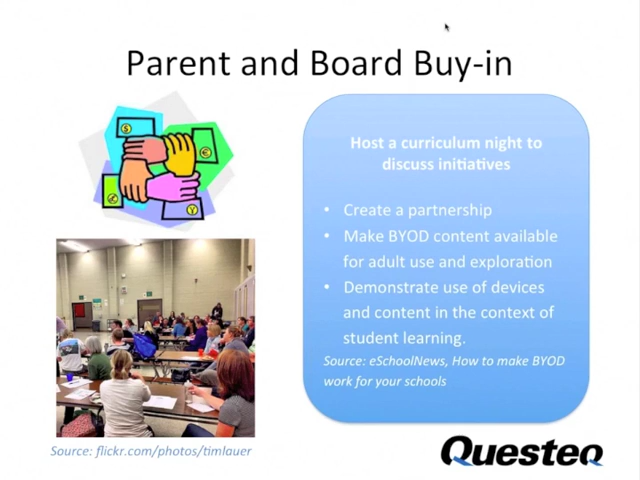 Parent and Board Buy-in
Host a curriculum night to
discuss initiatives
• Create a partnership
• Make BYOD content available
for adult use and exploration
• Demonstrate use of devices
and content in the context of
student learning.
Source: eSchoolNews, How to make BYOD
work for your schools
Source: flickr.com/photos/timlauer
Questeq